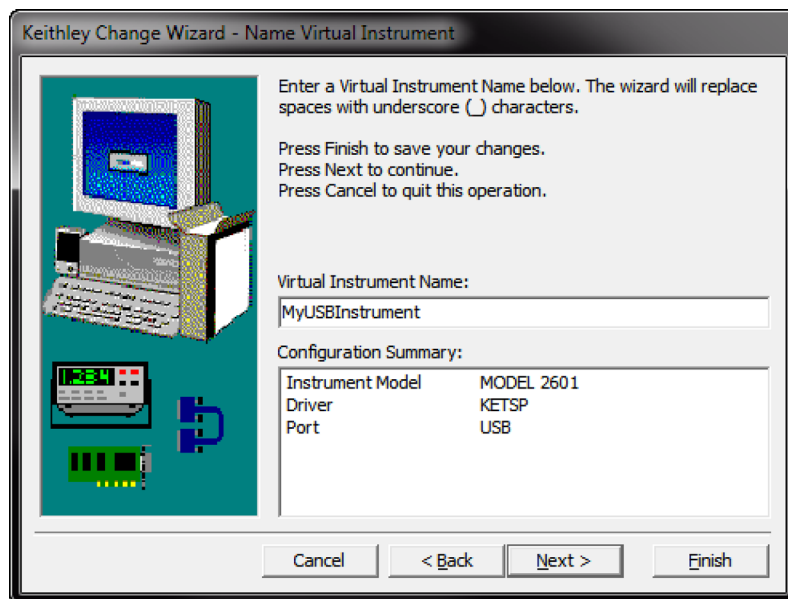 Keithley Change Wizard - Name Virtual Instrument
Enter a Virtual Instrument Name below. The wizard will replace
spaces with underscore (_) characters.
Press Finish to save your changes.
Press Next to continue.
Press Cancel to quit this operation.
Virtual Instrument Name:
MyUSBInstrument
Configuration Summary:
Instrument Model MODEL 2601
Driver KETSP
Port USB
1.234
Cancel < Back Next > Finish